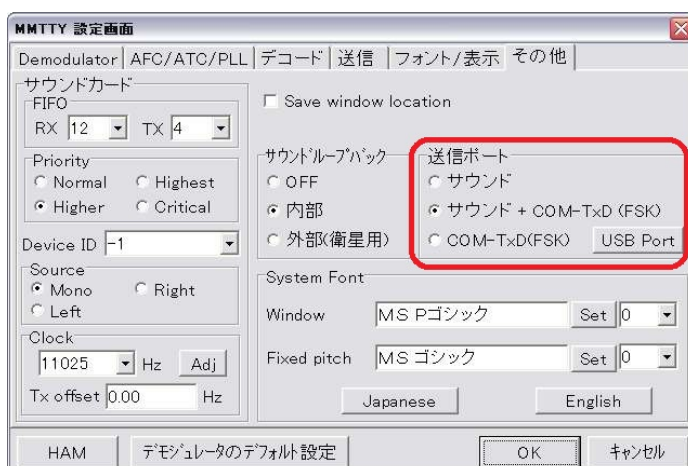 MMTTY 設定画面
Demodulator AFC/ATC/PLL デコード 送信 フォント/表示 その他
サウンドカード
FIFO
RX 12 TX 4
Priority
Normal Highest
Higher Critical
Device ID -1
Source
Mono Right
Left
Clock
11025 Hz Adj
Tx offset 0.00 Hz
Save window location
サウンドループバック
OFF
内部
外部(衛星用)
送信ポート
サウンド
サウンド + COM-TxD (FSK)
COM-TxD(FSK) USB Port
System Font
Window MS Pゴシック Set 0
Fixed pitch MS ゴシック Set 0
Japanese English
HAM デモジュレータのデフォルト設定 OK キャンセル